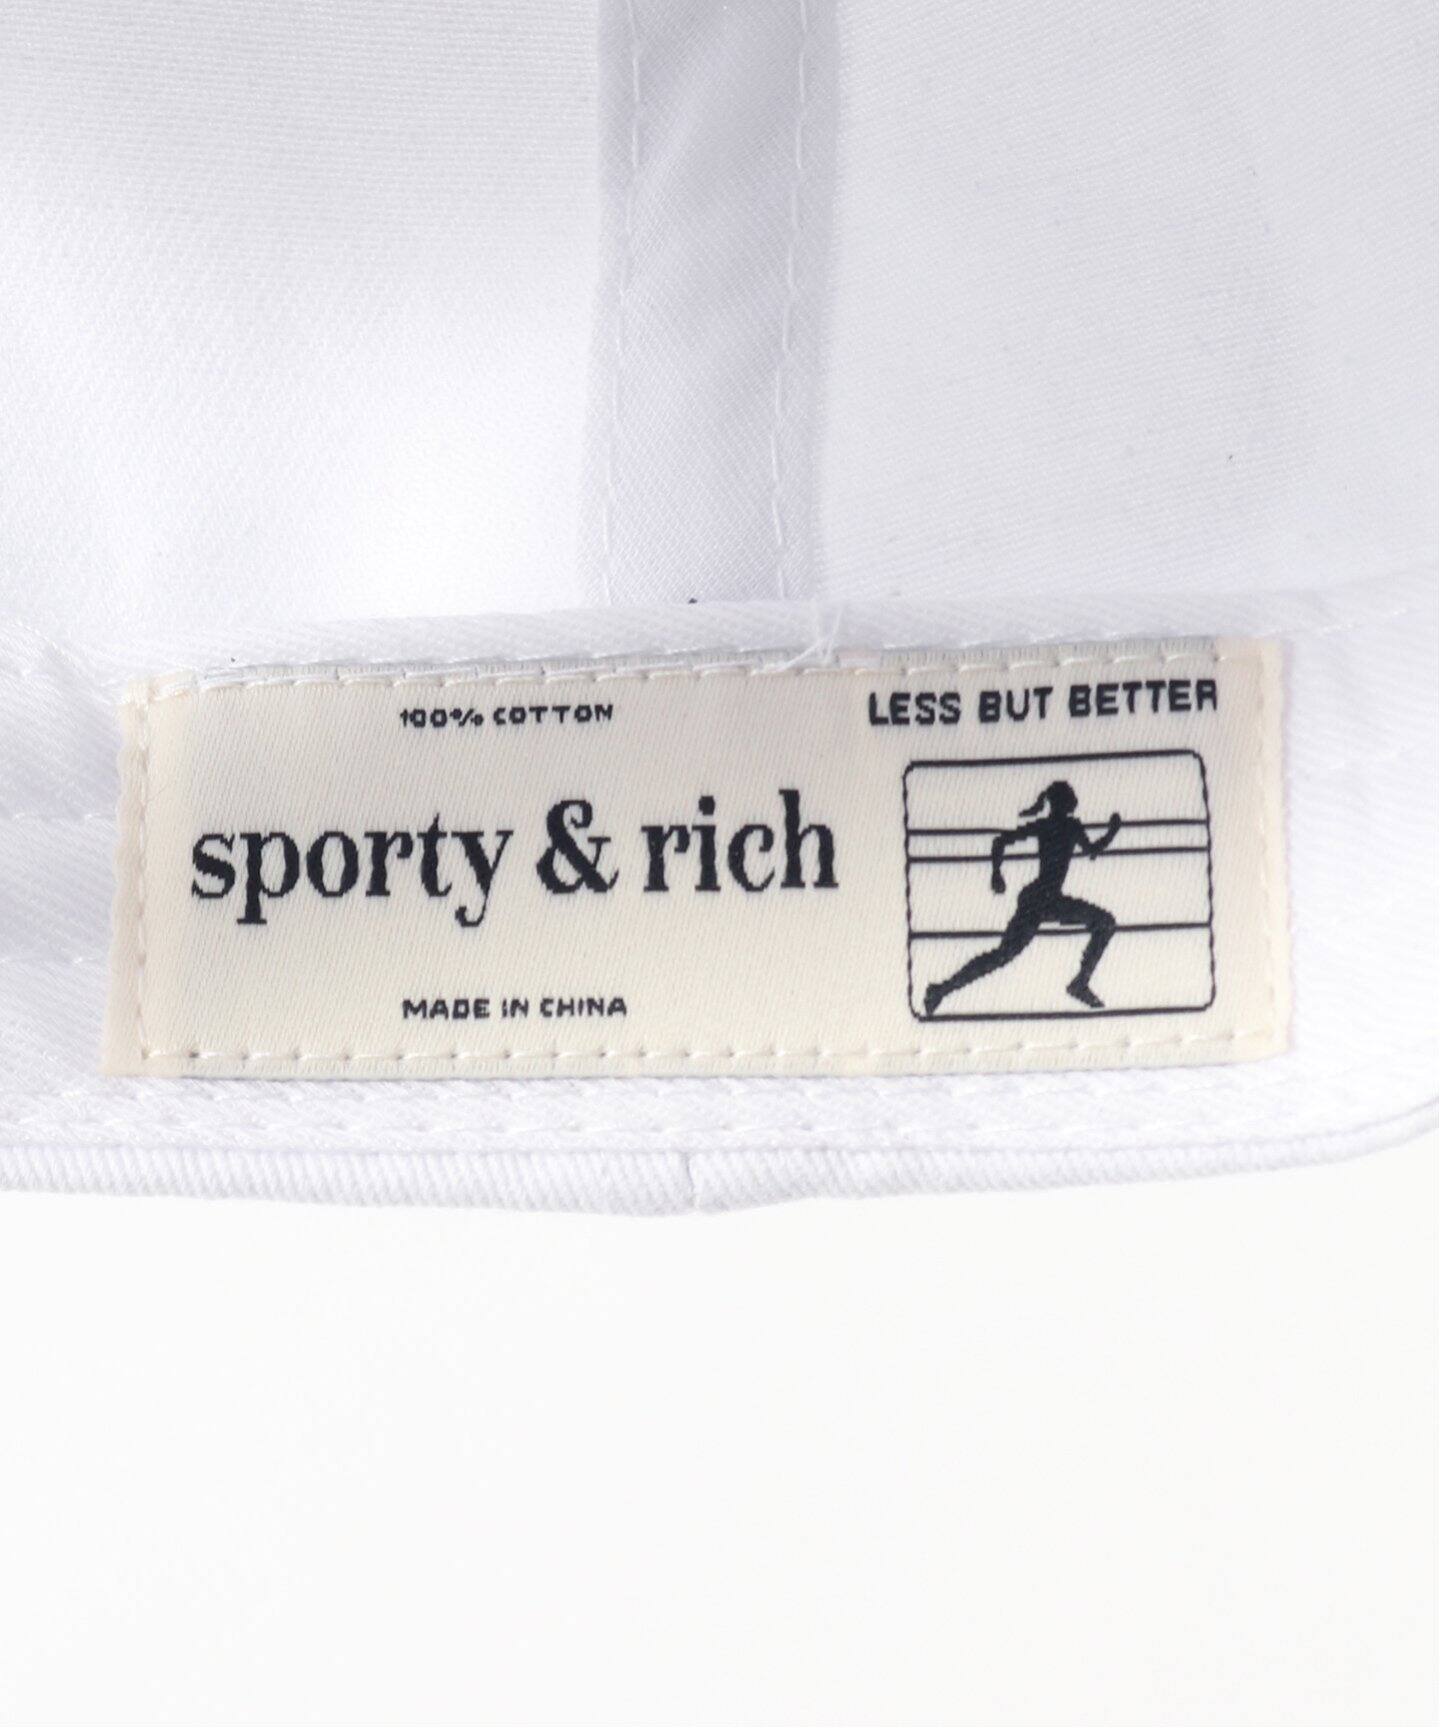 100% COTTON
sporty & rich
MADE IN CHINA
LESS BUT BETTER